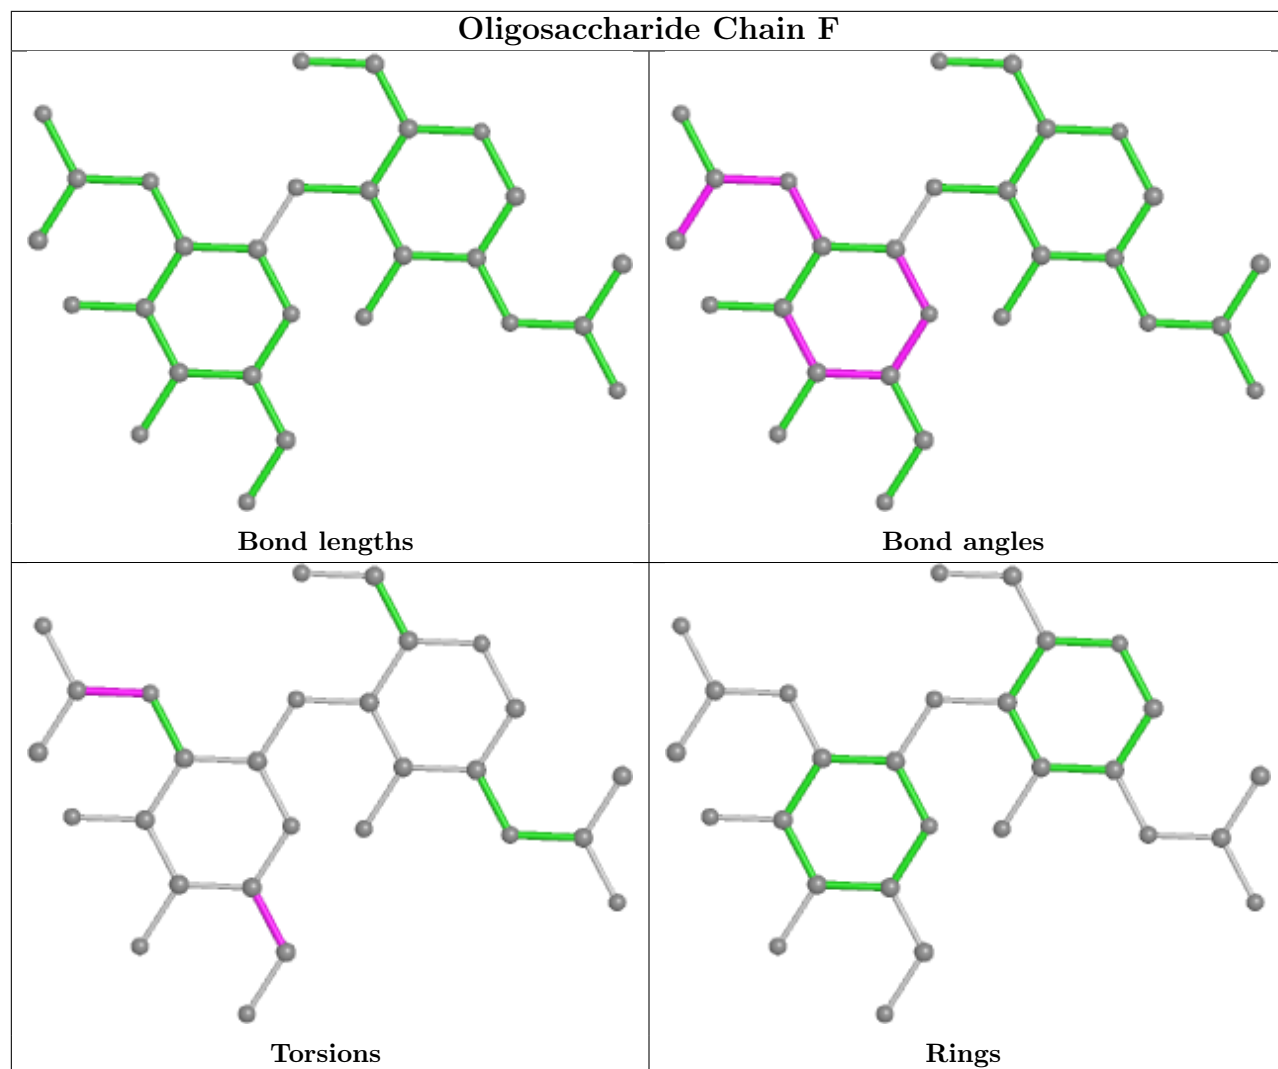 Oligosaccharide Chain F
Bond lengths
Bond angles
Torsions
Rings